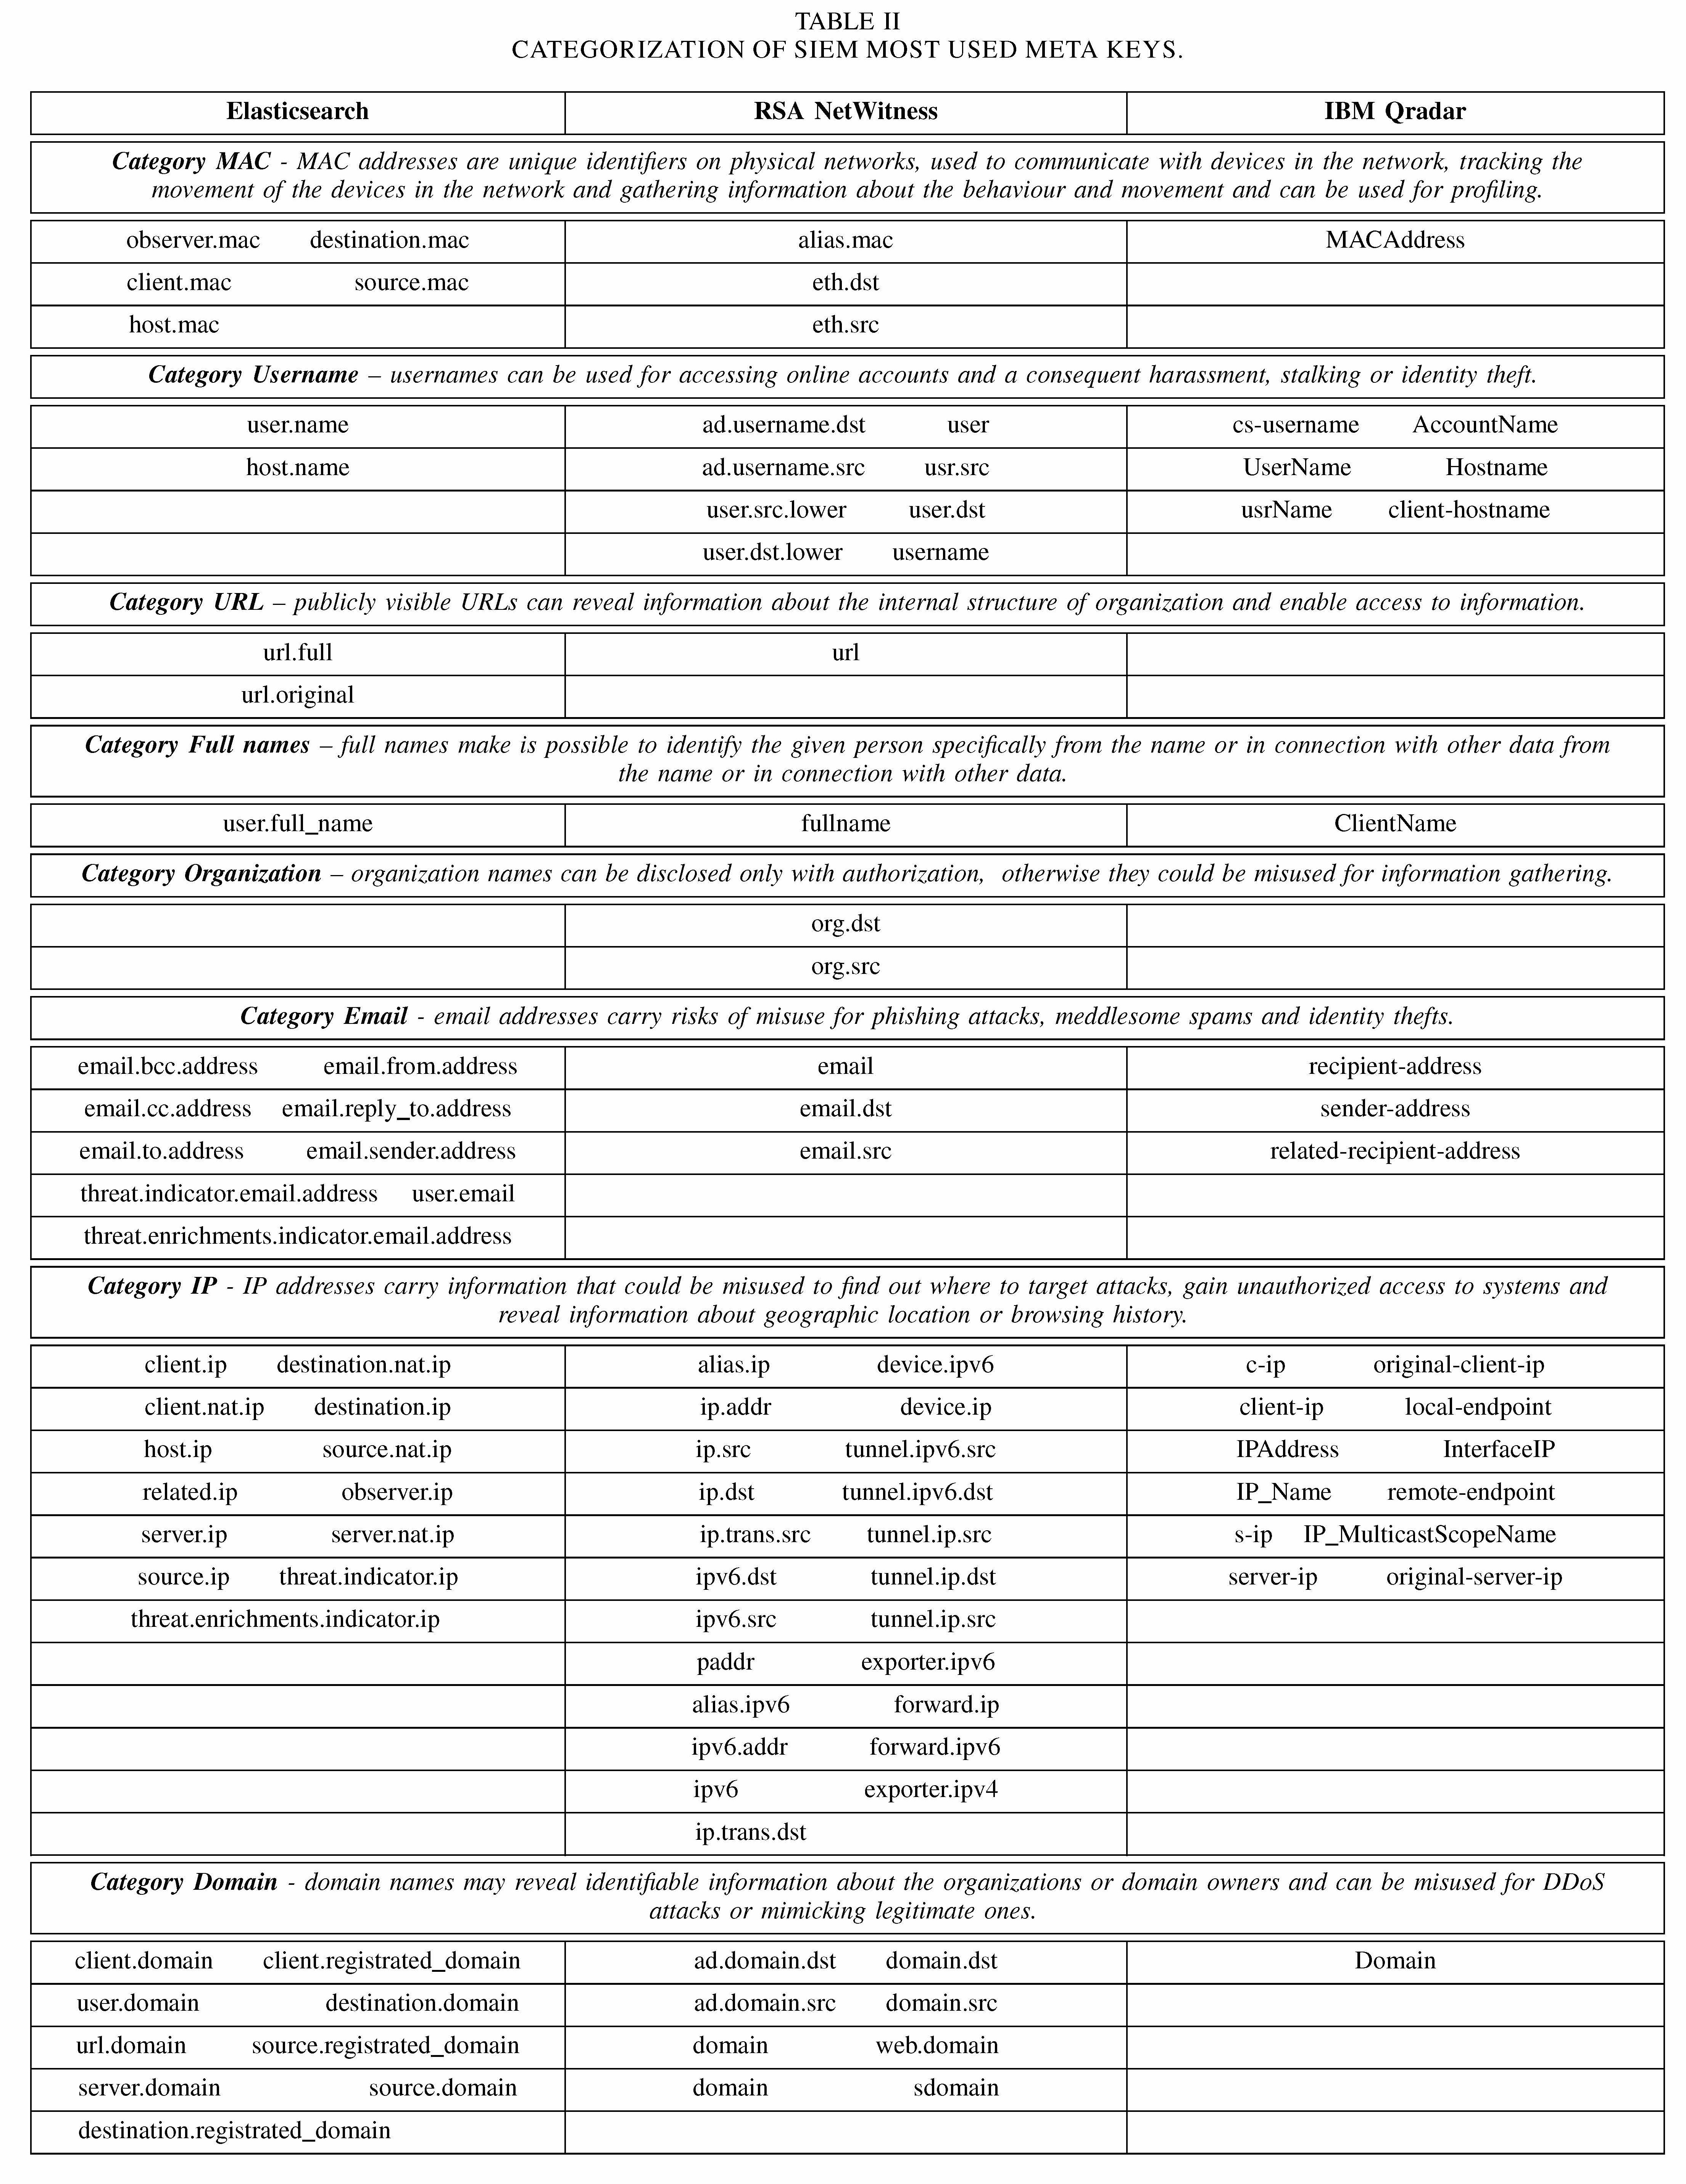 TABLE II
CATEGORIZATION OF SIEM MOST USED META KEYS.
Elasticsearch RSA NetWitness IBM Qradar
Category MAC - MAC addresses are unique identifiers on physical networks, used to communicate with devices in the network, tracking the
movement of the devices in the network and gathering information about the behaviour and movement and can be used for profiling.
observer.mac destination.mac alias.mac MACAddress
client.mac source.mac eth.dst
host.mac eth.src
Category Username – usernames can be used for accessing online accounts and a consequent harassment, stalking or identity theft.
user.name ad.username.dst user cs-username AccountName
host.name ad.username.src usr.src UserName Hostname
user.src.lower user.dst usrName client-hostname
user.dst.lower username
Category URL – publicly visible URLs can reveal information about the internal structure of organization and enable access to information.
url.full url
url.original
Category Full names – full names make is possible to identify the given person specifically from the name or in connection with other data from
the name or in connection with other data.
user.full_name fullname ClientName
Category Organization – organization names can be disclosed only with authorization, otherwise they could be misused for information gathering.
org.dst
org.src
Category Email - email addresses carry risks of misuse for phishing attacks, meddlesome spams and identity thefts.
email.bcc.address email.from.address email recipient-address
email.cc.address email.reply_to.address email.dst sender-address
email.to.address email.sender.address email.src related-recipient-address
threat.indicator.email.address user.email
threat.enrichments.indicator.email.address
Category IP - IP addresses carry information that could be misused to find out where to target attacks, gain unauthorized access to systems and
reveal information about geographic location or browsing history.
client.ip destination.nat.ip alias.ip device.ipv6 c-ip original-client-ip
client.nat.ip destination.ip ip.addr device.ip client-ip local-endpoint
host.ip source.nat.ip ip.src tunnel.ipv6.src IPAddress InterfaceIP
related.ip observer.ip ip.dst tunnel.ipv6.dst IP_Name remote-endpoint
server.ip server.nat.ip ip.trans.src tunnel.ip.src s-ip IP_MulticastScopeName
source.ip threat.indicator.ip ipv6.dst tunnel.ip.dst server-ip original-server-ip
threat.enrichments.indicator.ip ipv6.src tunnel.ip.src
paddr exporter.ipv6
alias.ipv6 forward.ip
ipv6.addr forward.ipv6
ipv6 exporter.ipv4
ip.trans.dst
Category Domain - domain names may reveal identifiable information about the organizations or domain owners and can be misused for DDoS
attacks or mimicking legitimate ones.
client.domain client.registrated_domain ad.domain.dst domain.dst Domain
user.domain destination.domain ad.domain.src domain.src
url.domain source.registrated_domain domain web.domain
server.domain source.domain domain sdomain
destination.registrated_domain